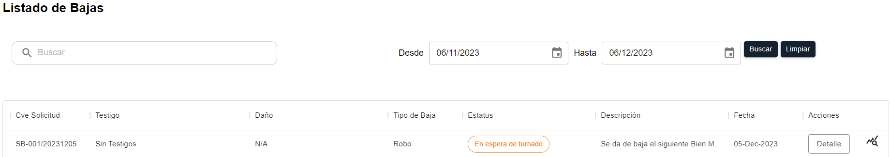 Listado de Bajas
Buscar Desde 06/11/2023 Hasta 06/12/2023 Buscar Limpiar
Cve Solicitud Testigo Daño Tipo de Baja Estatus Descripción Fecha Acciones
SB-001/20231205 Sin Testigos N/A Robo En espera de turnado Se da de baja el siguiente Bien M 05-Dec-2023 Detalle